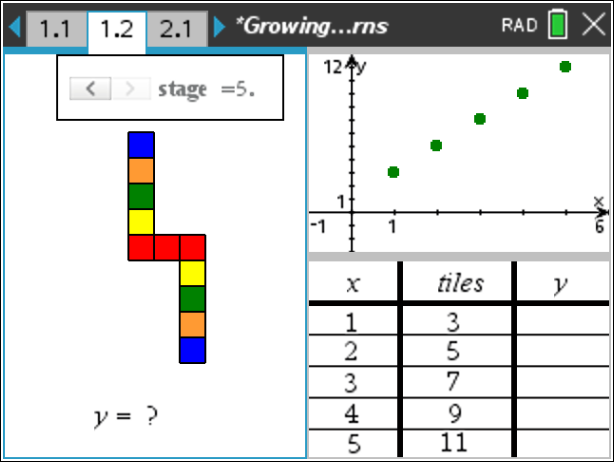 1.1 1.2 2.1 *Growing...rns RAD
stage =5.
y = ?
12 y
1
x
-1 1 6
x tiles y
1 3
2 5
3 7
4 9
5 11